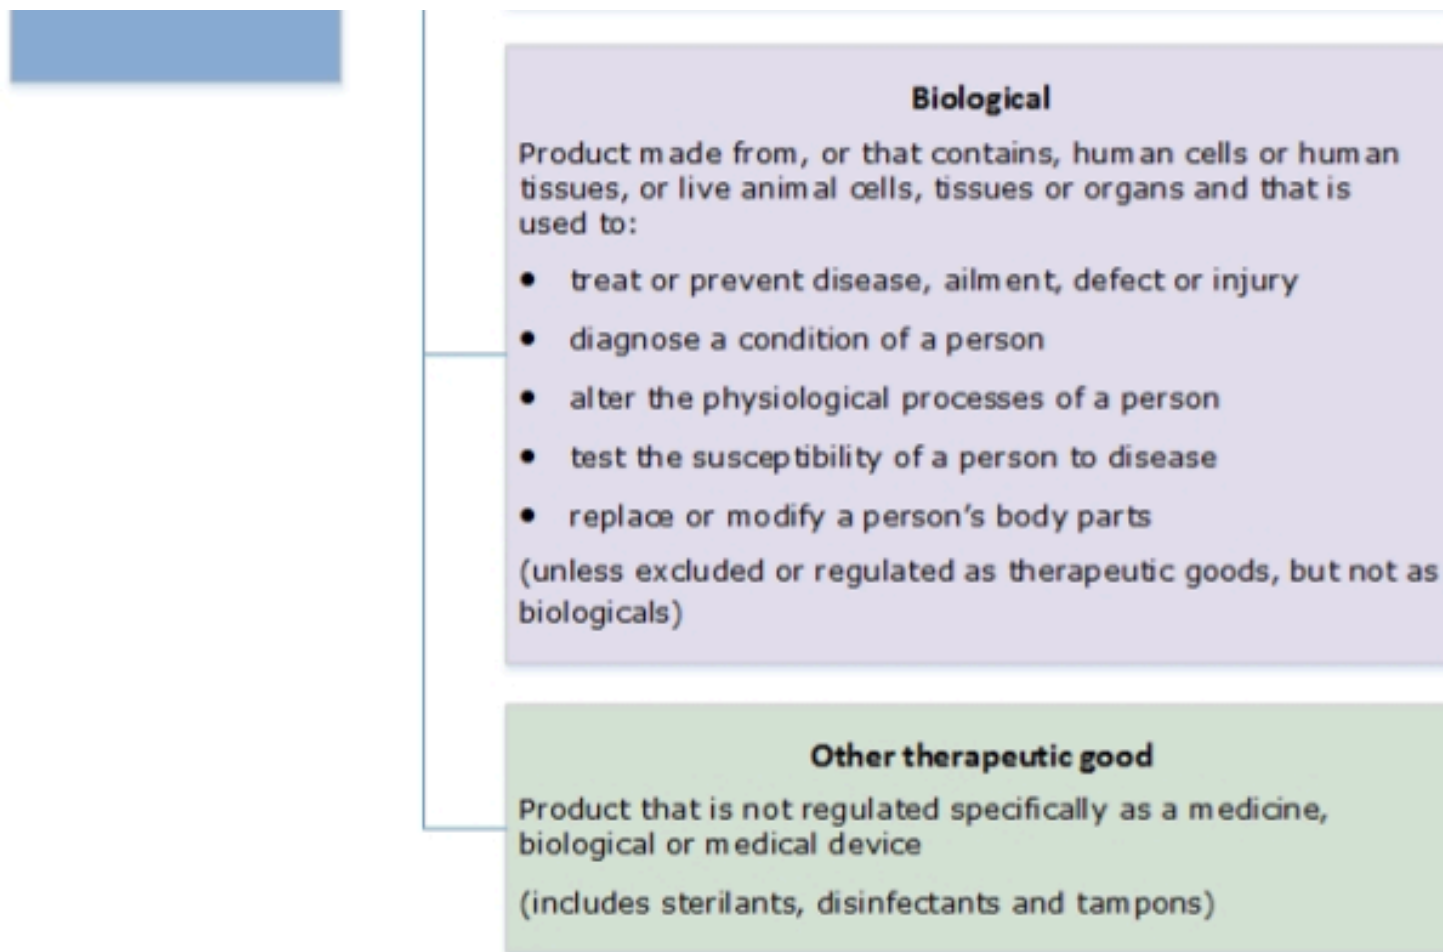 Biological
Product made from, or that contains, human cells or human
tissues, or live animal cells, tissues or organs and that is
used to:
• treat or prevent disease, ailment, defect or injury
• diagnose a condition of a person
• alter the physiological processes of a person
• test the susceptibility of a person to disease
• replace or modify a person’s body parts
(unless excluded or regulated as therapeutic goods, but not as
biologicals)
Other therapeutic good
Product that is not regulated specifically as a medicine,
biological or medical device
(includes sterilants, disinfectants and tampons)